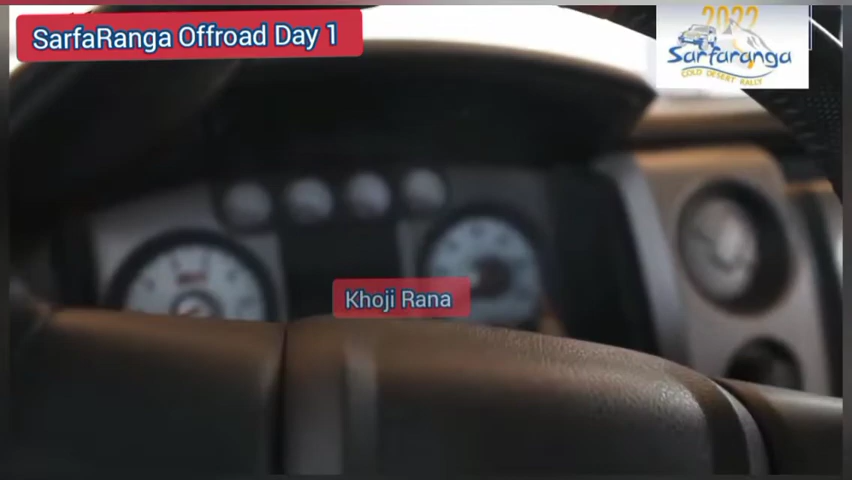 SarfaRanga Offroad Day 1
2022
Sarfaranga
COLD DESERT RALLY
Khoji Rana